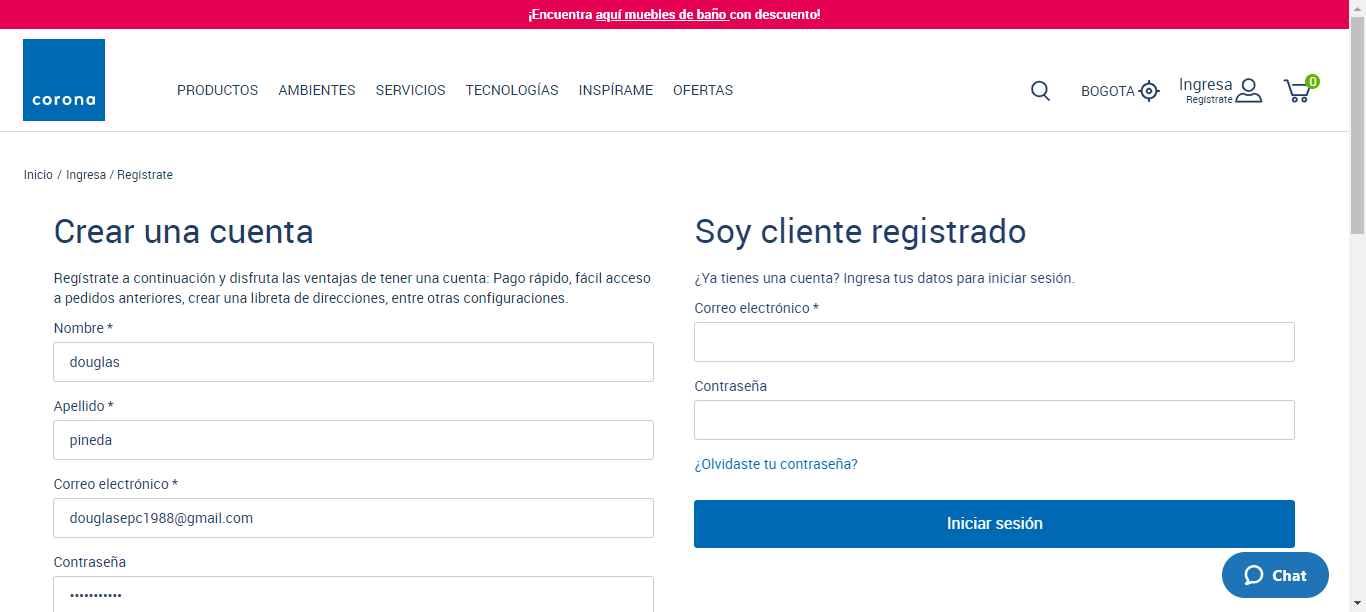 ¡Encuentra aquí muebles de baño con descuento!
corona
PRODUCTOS AMBIENTES SERVICIOS TECNOLOGÍAS INSPÍRAME OFERTAS
BOGOTA
Ingresa
Regístrate
0
Inicio / Ingresa / Regístrate
Crear una cuenta
Regístrate a continuación y disfruta las ventajas de tener una cuenta: Pago rápido, fácil acceso
a pedidos anteriores, crear una libreta de direcciones, entre otras configuraciones.
Nombre *
douglas
Apellido *
pineda
Correo electrónico *
douglasepc1988@gmail.com
Contraseña
•••••••••••
Soy cliente registrado
¿Ya tienes una cuenta? Ingresa tus datos para iniciar sesión.
Correo electrónico *
Contraseña
¿Olvidaste tu contraseña?
Iniciar sesión
Chat